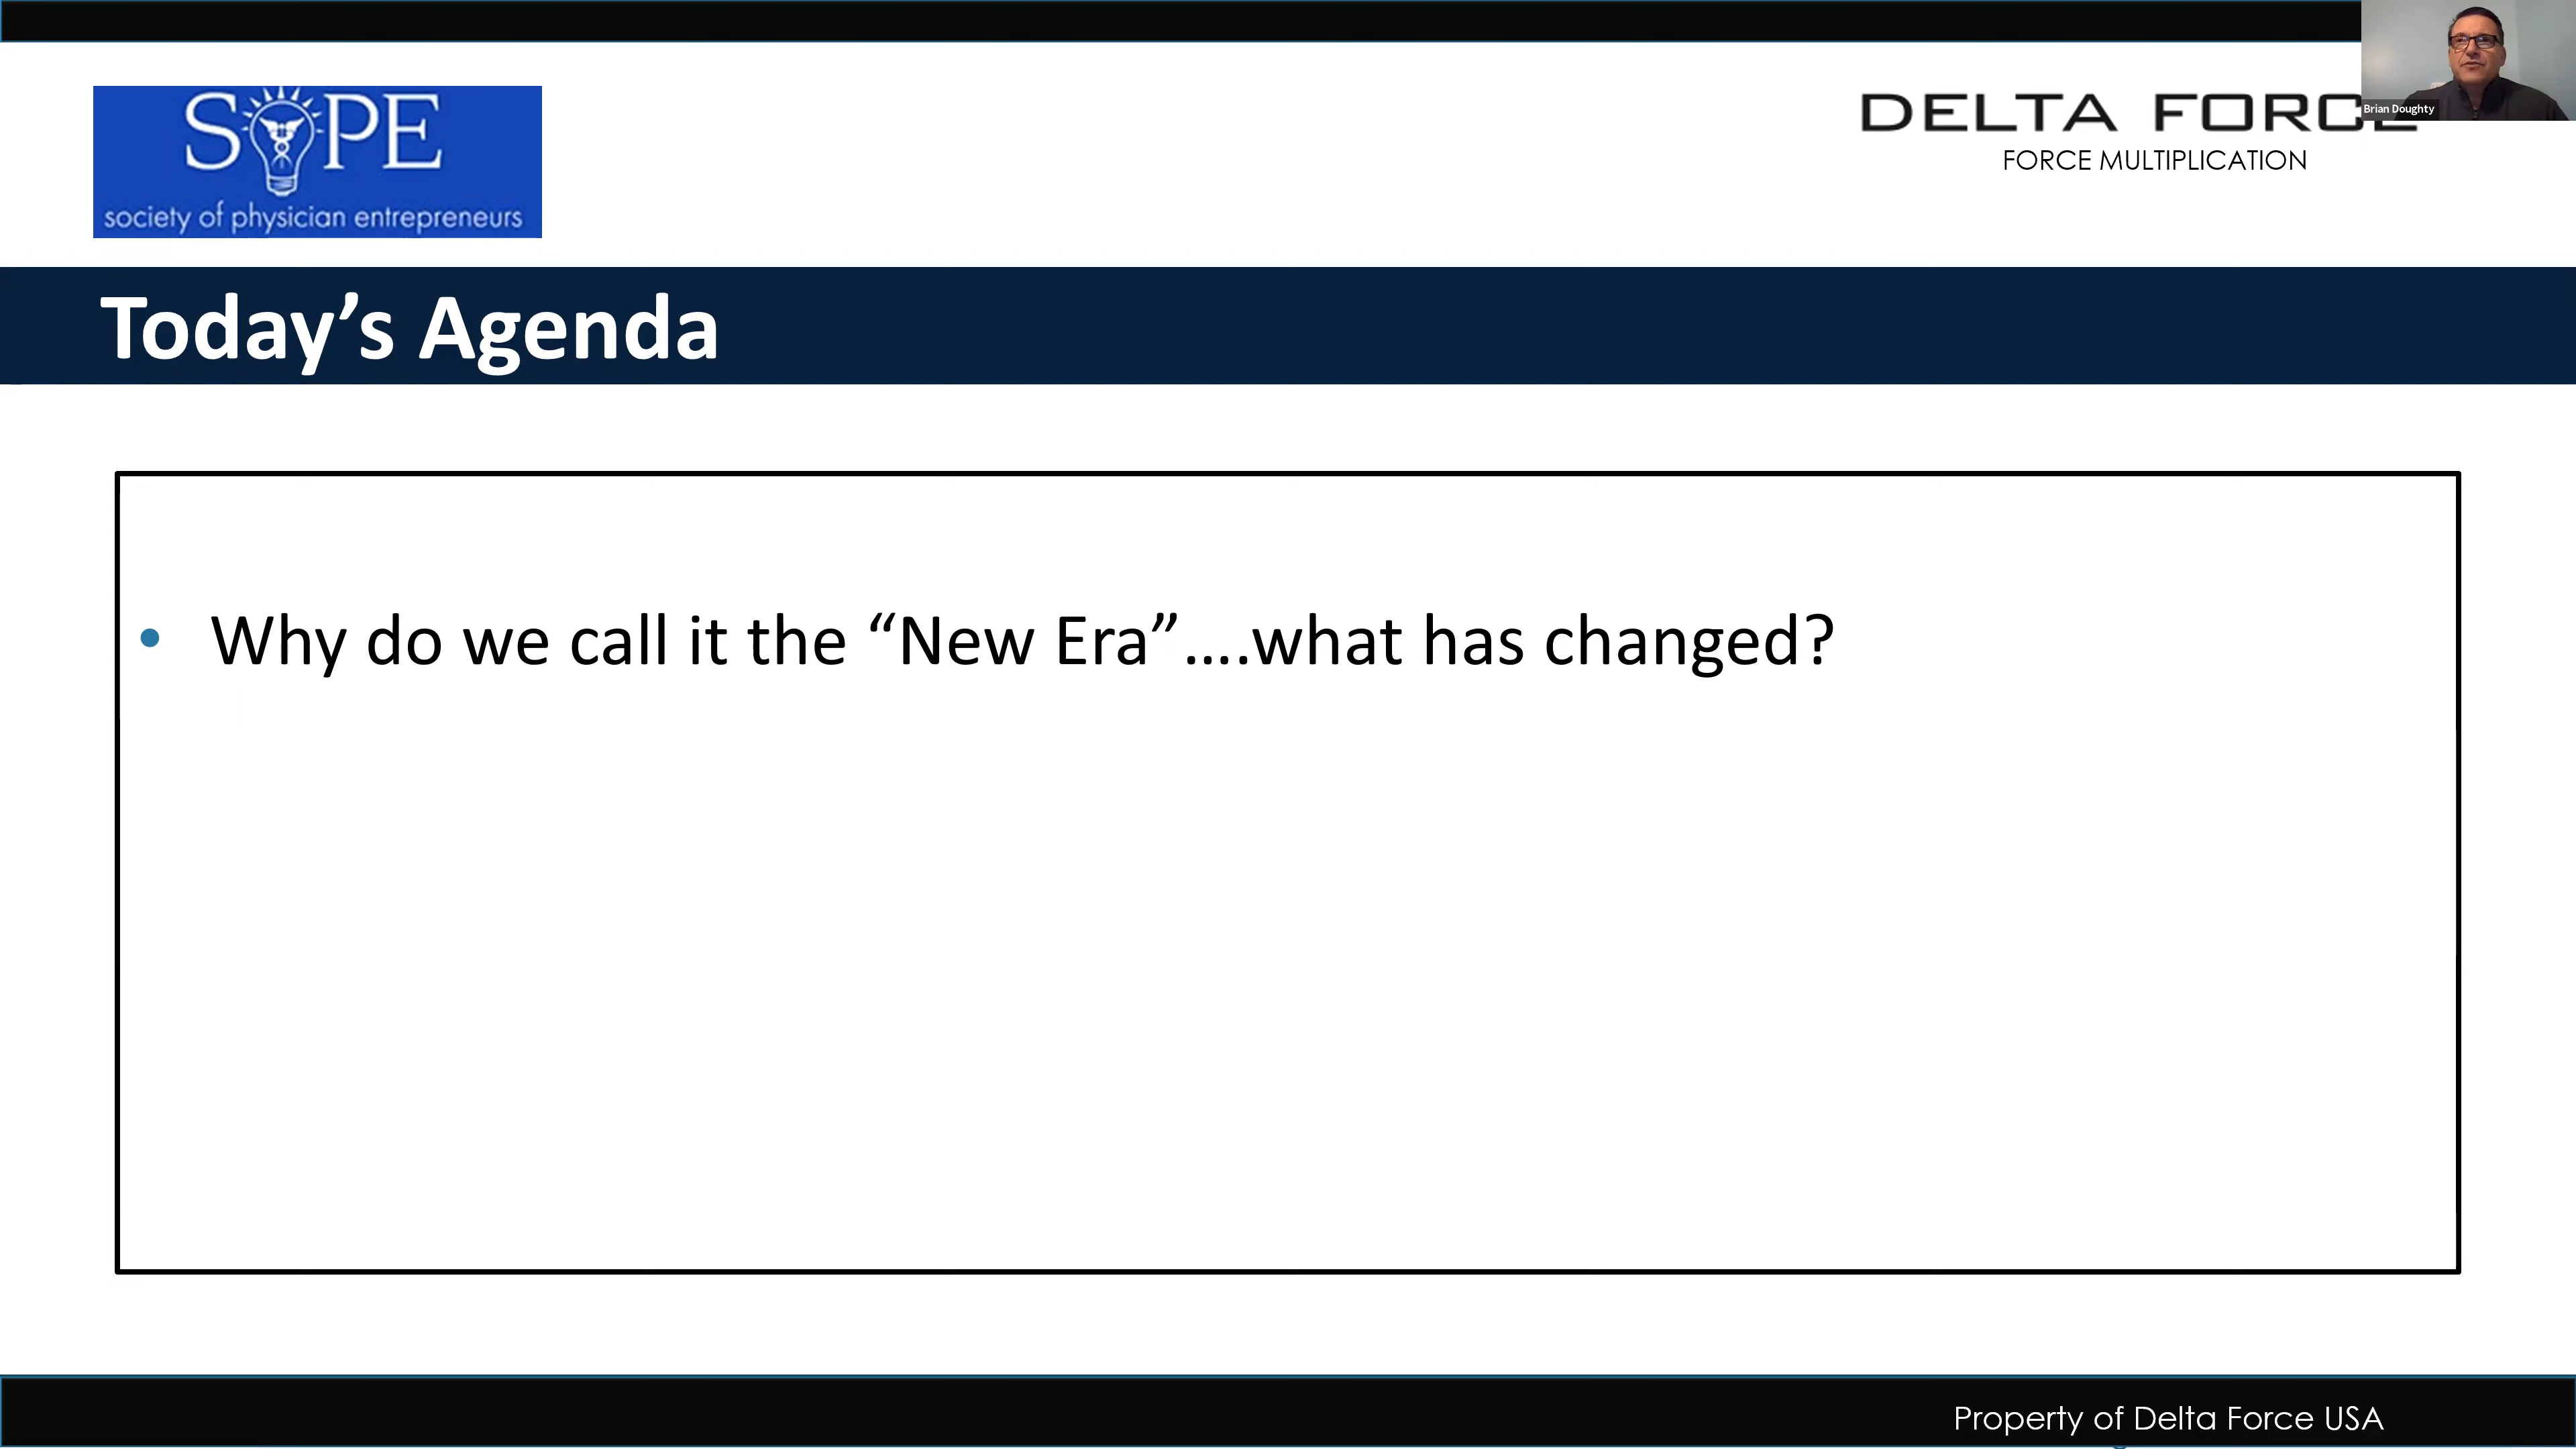 SOPE
society of physician entrepreneurs
DELTA FORCE
FORCE MULTIPLICATION
Brian Doughty
Today’s Agenda
• Why do we call it the “New Era”....what has changed?
Property of Delta Force USA